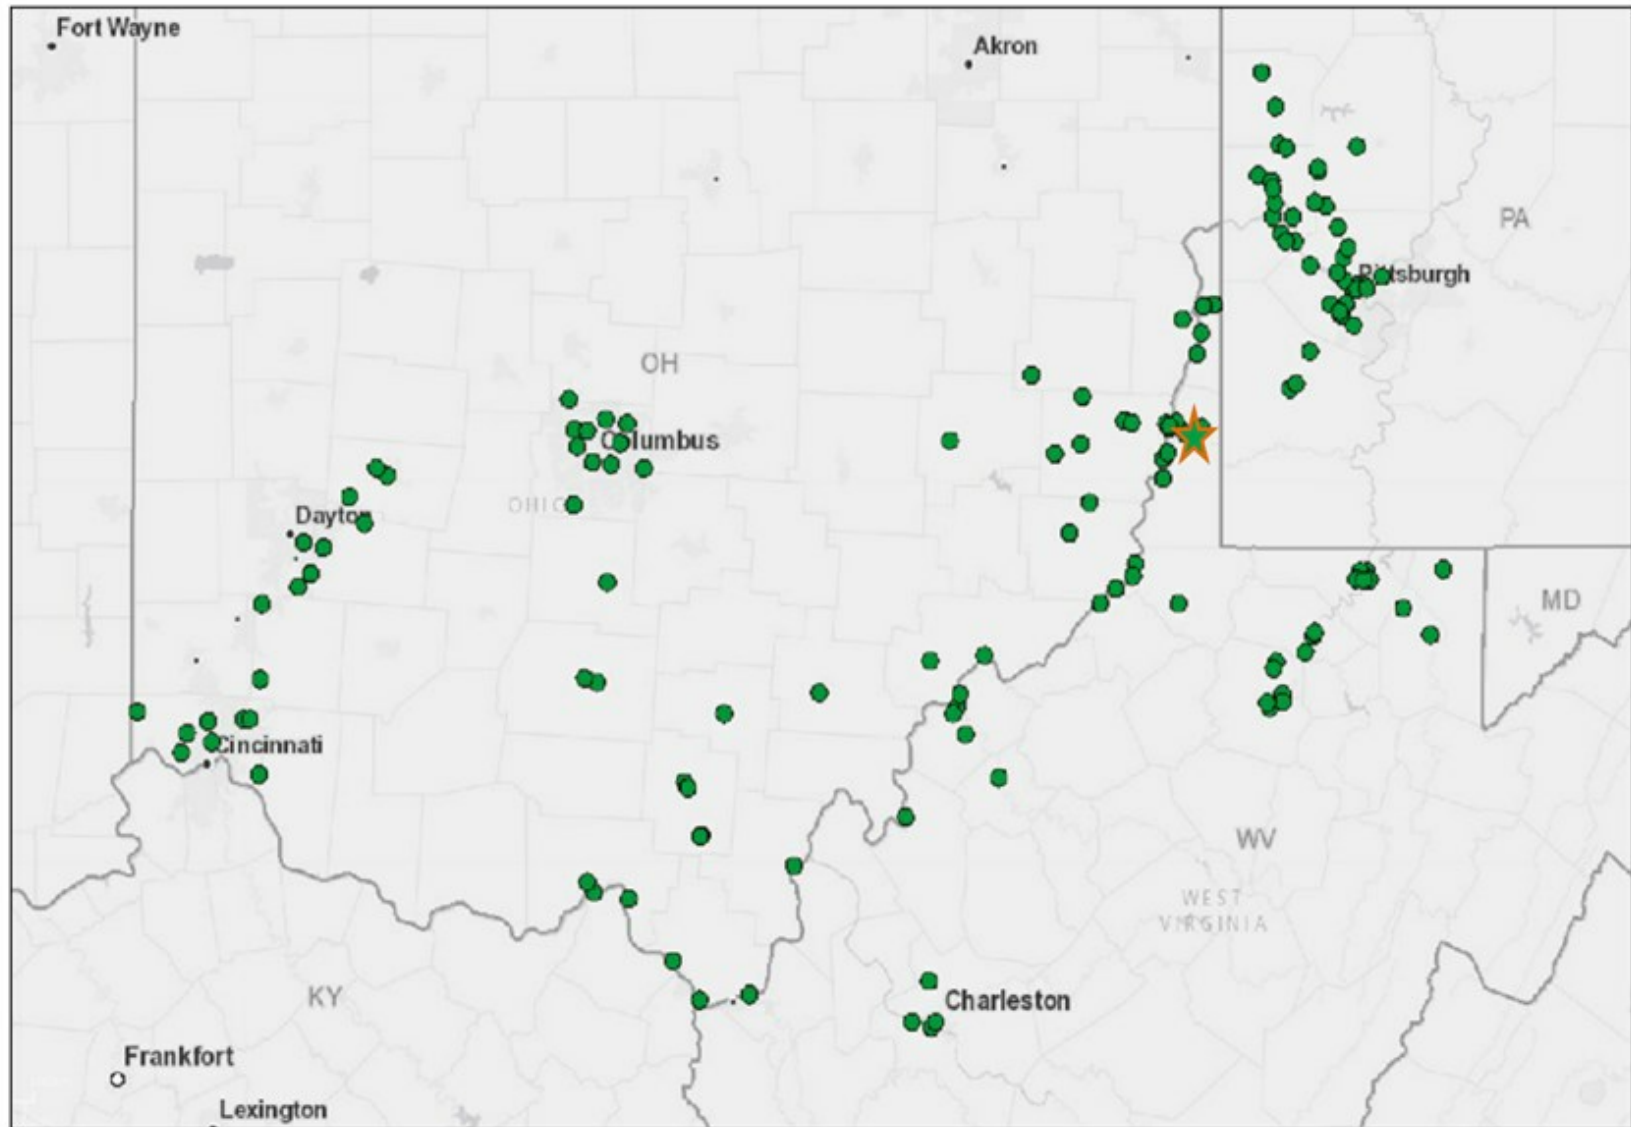 Fort Wayne
Akron
PA
Pittsburgh
OH
Columbus
OHIO
Dayton
MD
Cincinnati
WV
WEST
VIRGINIA
KY
Charleston
Frankfort
Lexington